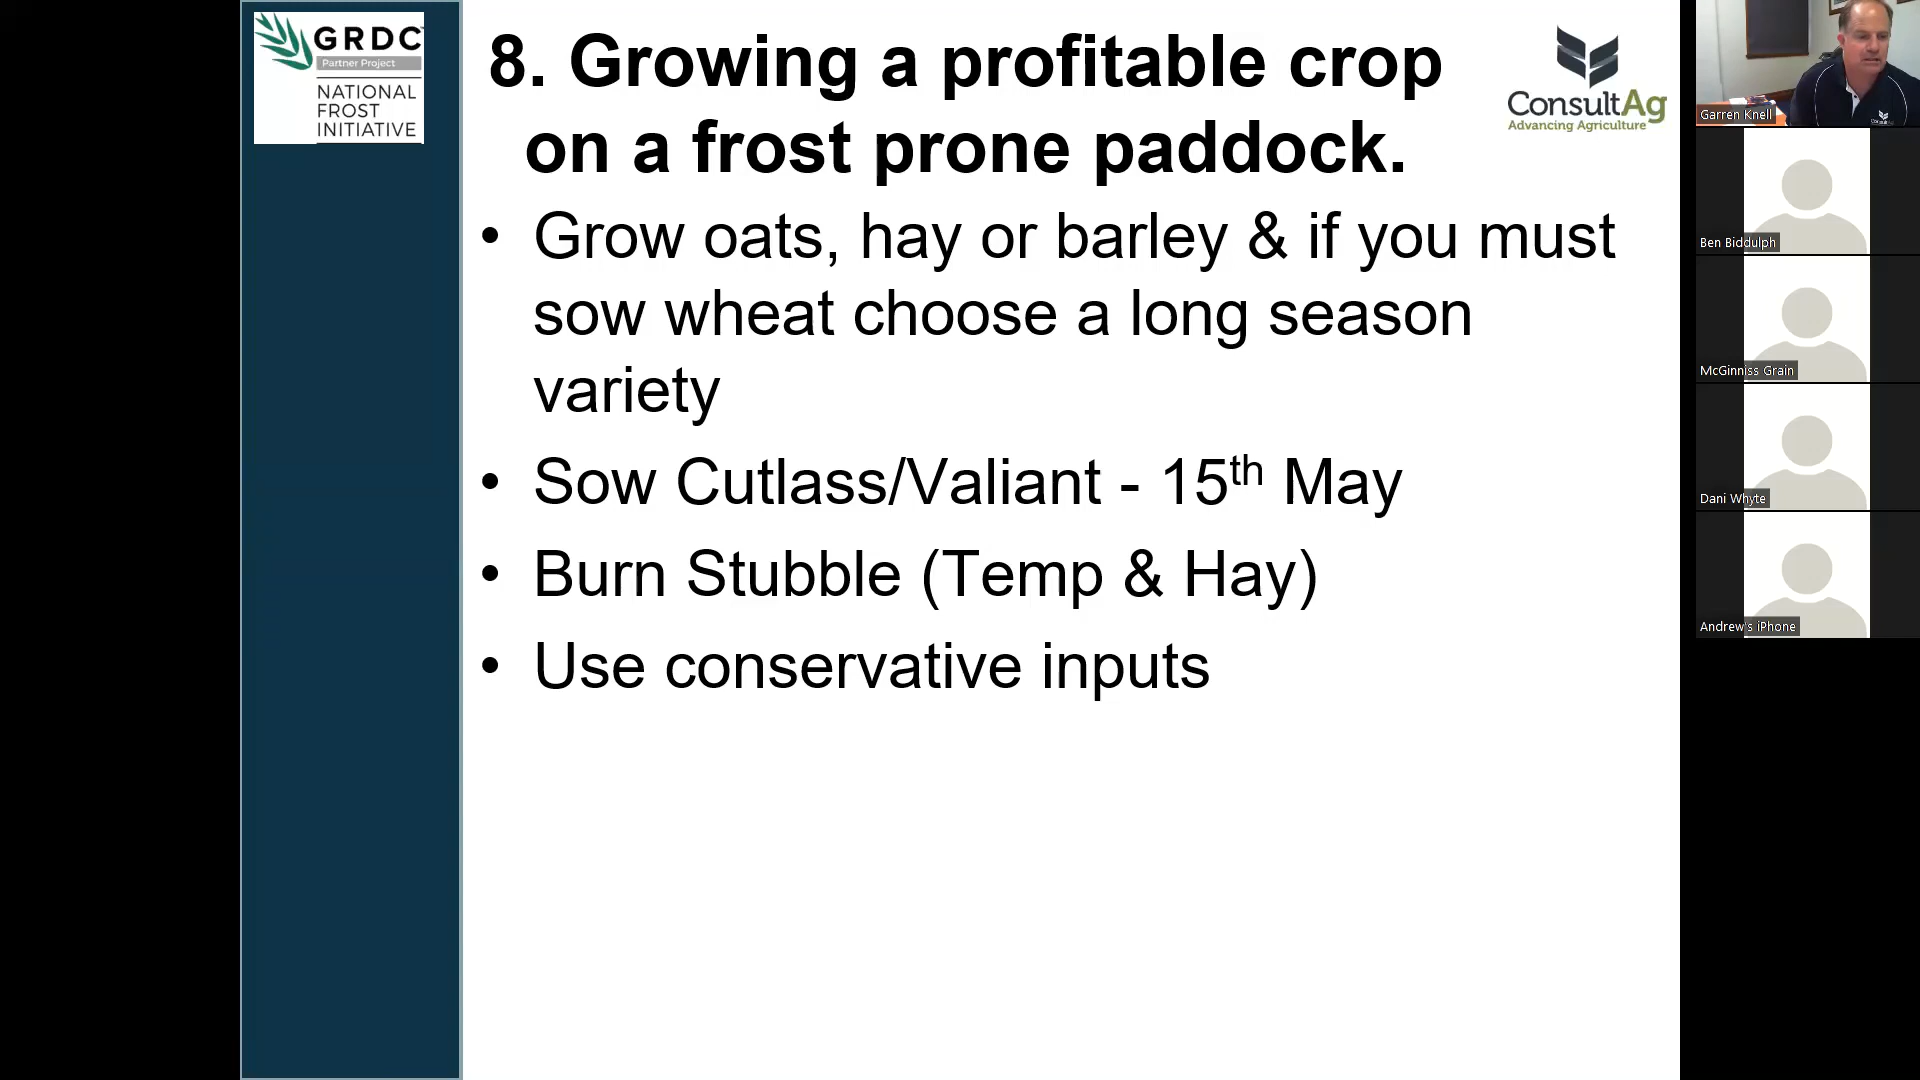 GRDC
Partner Project
NATIONAL
FROST
INITIATIVE
8. Growing a profitable crop
on a frost prone paddock.
ConsultAg
Advancing Agriculture
• Grow oats, hay or barley & if you must
sow wheat choose a long season
variety
• Sow Cutlass/Valiant - 15th May
• Burn Stubble (Temp & Hay)
• Use conservative inputs
Garren Knell
Ben Biddulph
McGinniss Grain
Dani Whyte
Andrew's iPhone